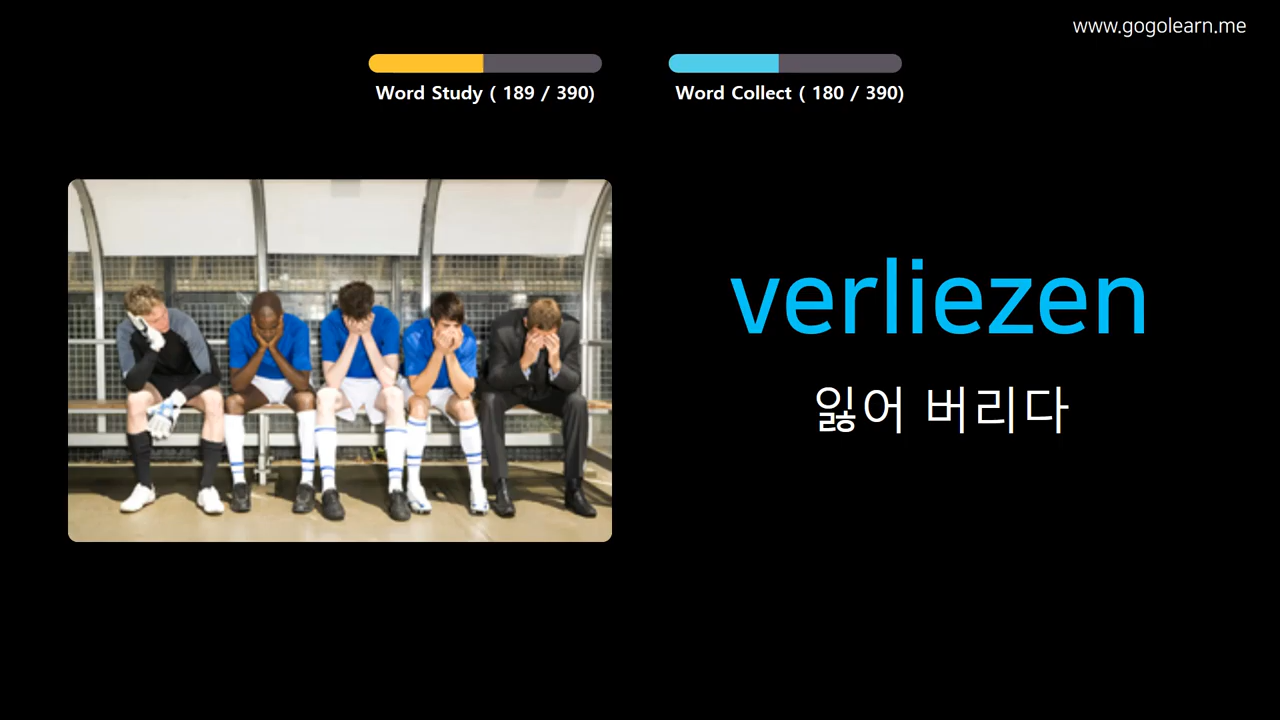 www.gogolearn.me
Word Study ( 189 / 390)
Word Collect ( 180 / 390)
verliezen
잃어 버리다